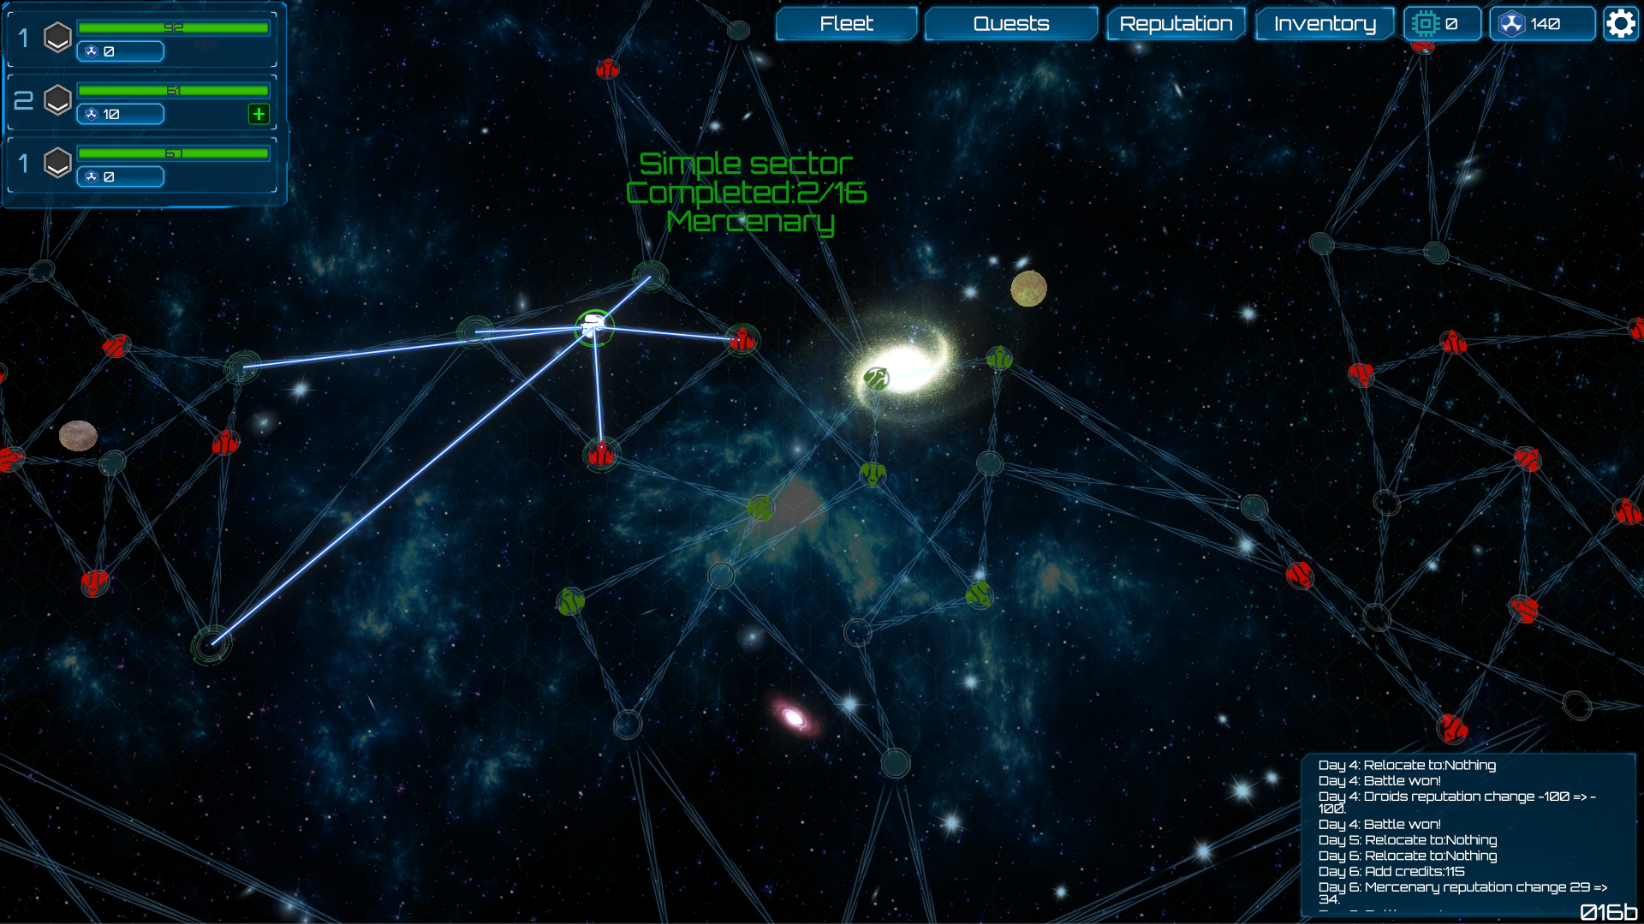 1
92
0
2
61
10
+
1
61
0
Fleet
Quests
Reputation
Inventory
0
140
Simple sector
Completed:2/16
Mercenary
Day 4: Relocate to:Nothing
Day 4: Battle won!
Day 4: Droids reputation change -100 => -
100.
Day 4: Battle won!
Day 5: Relocate to:Nothing
Day 6: Relocate to:Nothing
Day 6: Add credits:115
Day 6: Mercenary reputation change 29 =>
34.
016b